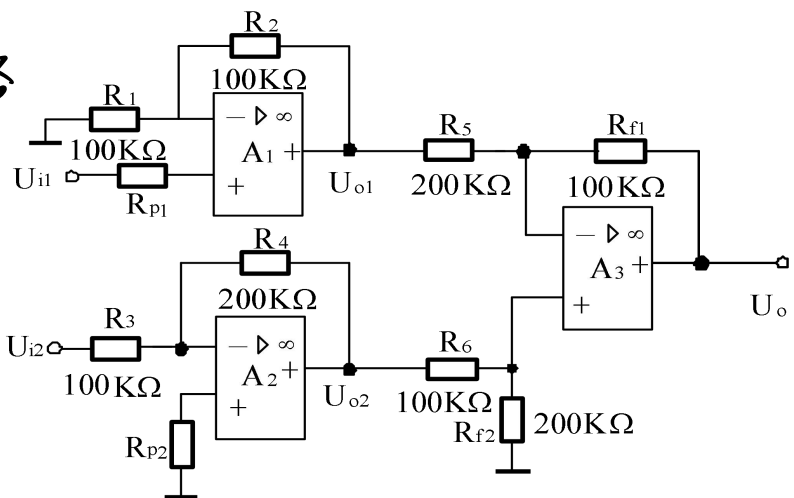 R2
100KΩ
R1
100KΩ
− ▷ ∞
A1 +
+
Ui1
Rp1
Uo1
R5
200KΩ
Rf1
100KΩ
− ▷ ∞
A3 +
+
Uo
R4
200KΩ
R3
100KΩ
Ui2
− ▷ ∞
A2 +
+
Rp2
Uo2
R6
100KΩ
Rf2
200KΩ